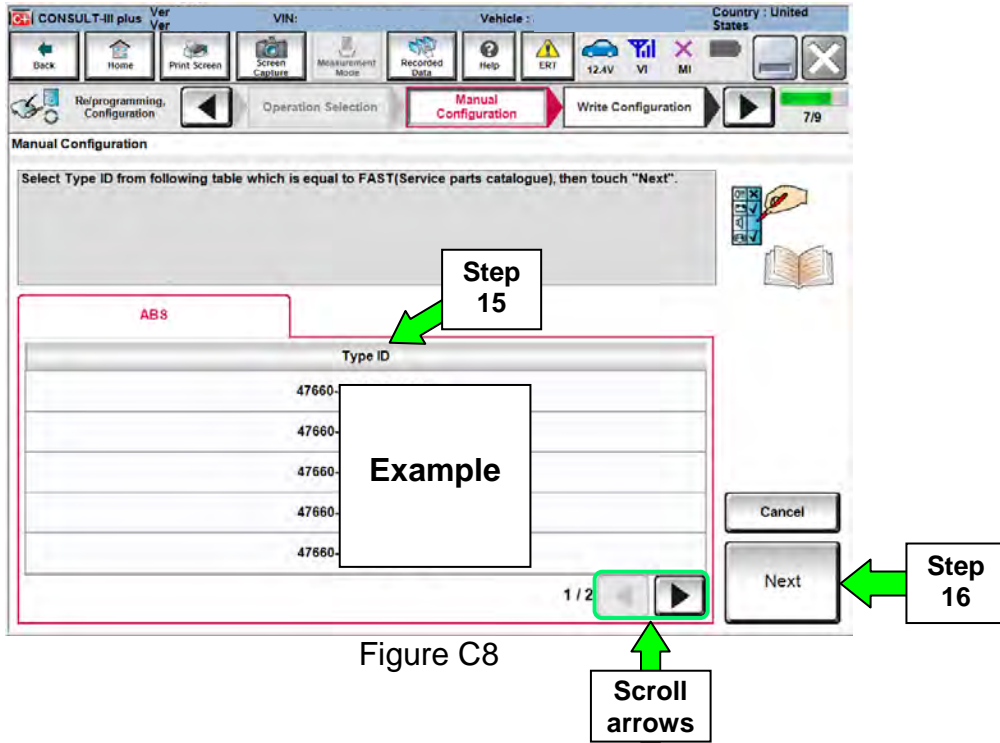 C+ CONSULT-III plus Ver
Ver
VIN:
Vehicle :
Country : United
States
Back
Home
Print Screen
Screen
Capture
Measurement
Mode
Recorded
Data
Help
ERT
12.4V
VI
MI
Re/programming,
Configuration
Operation Selection
Manual
Configuration
Write Configuration
7/9
Manual Configuration
Select Type ID from following table which is equal to FAST(Service parts catalogue), then touch "Next".
Step
15
ABS
Type ID
47660-
47660-
47660-
47660-
47660-
Example
Cancel
Next
Step
16
1 / 2
Figure C8
Scroll
arrows